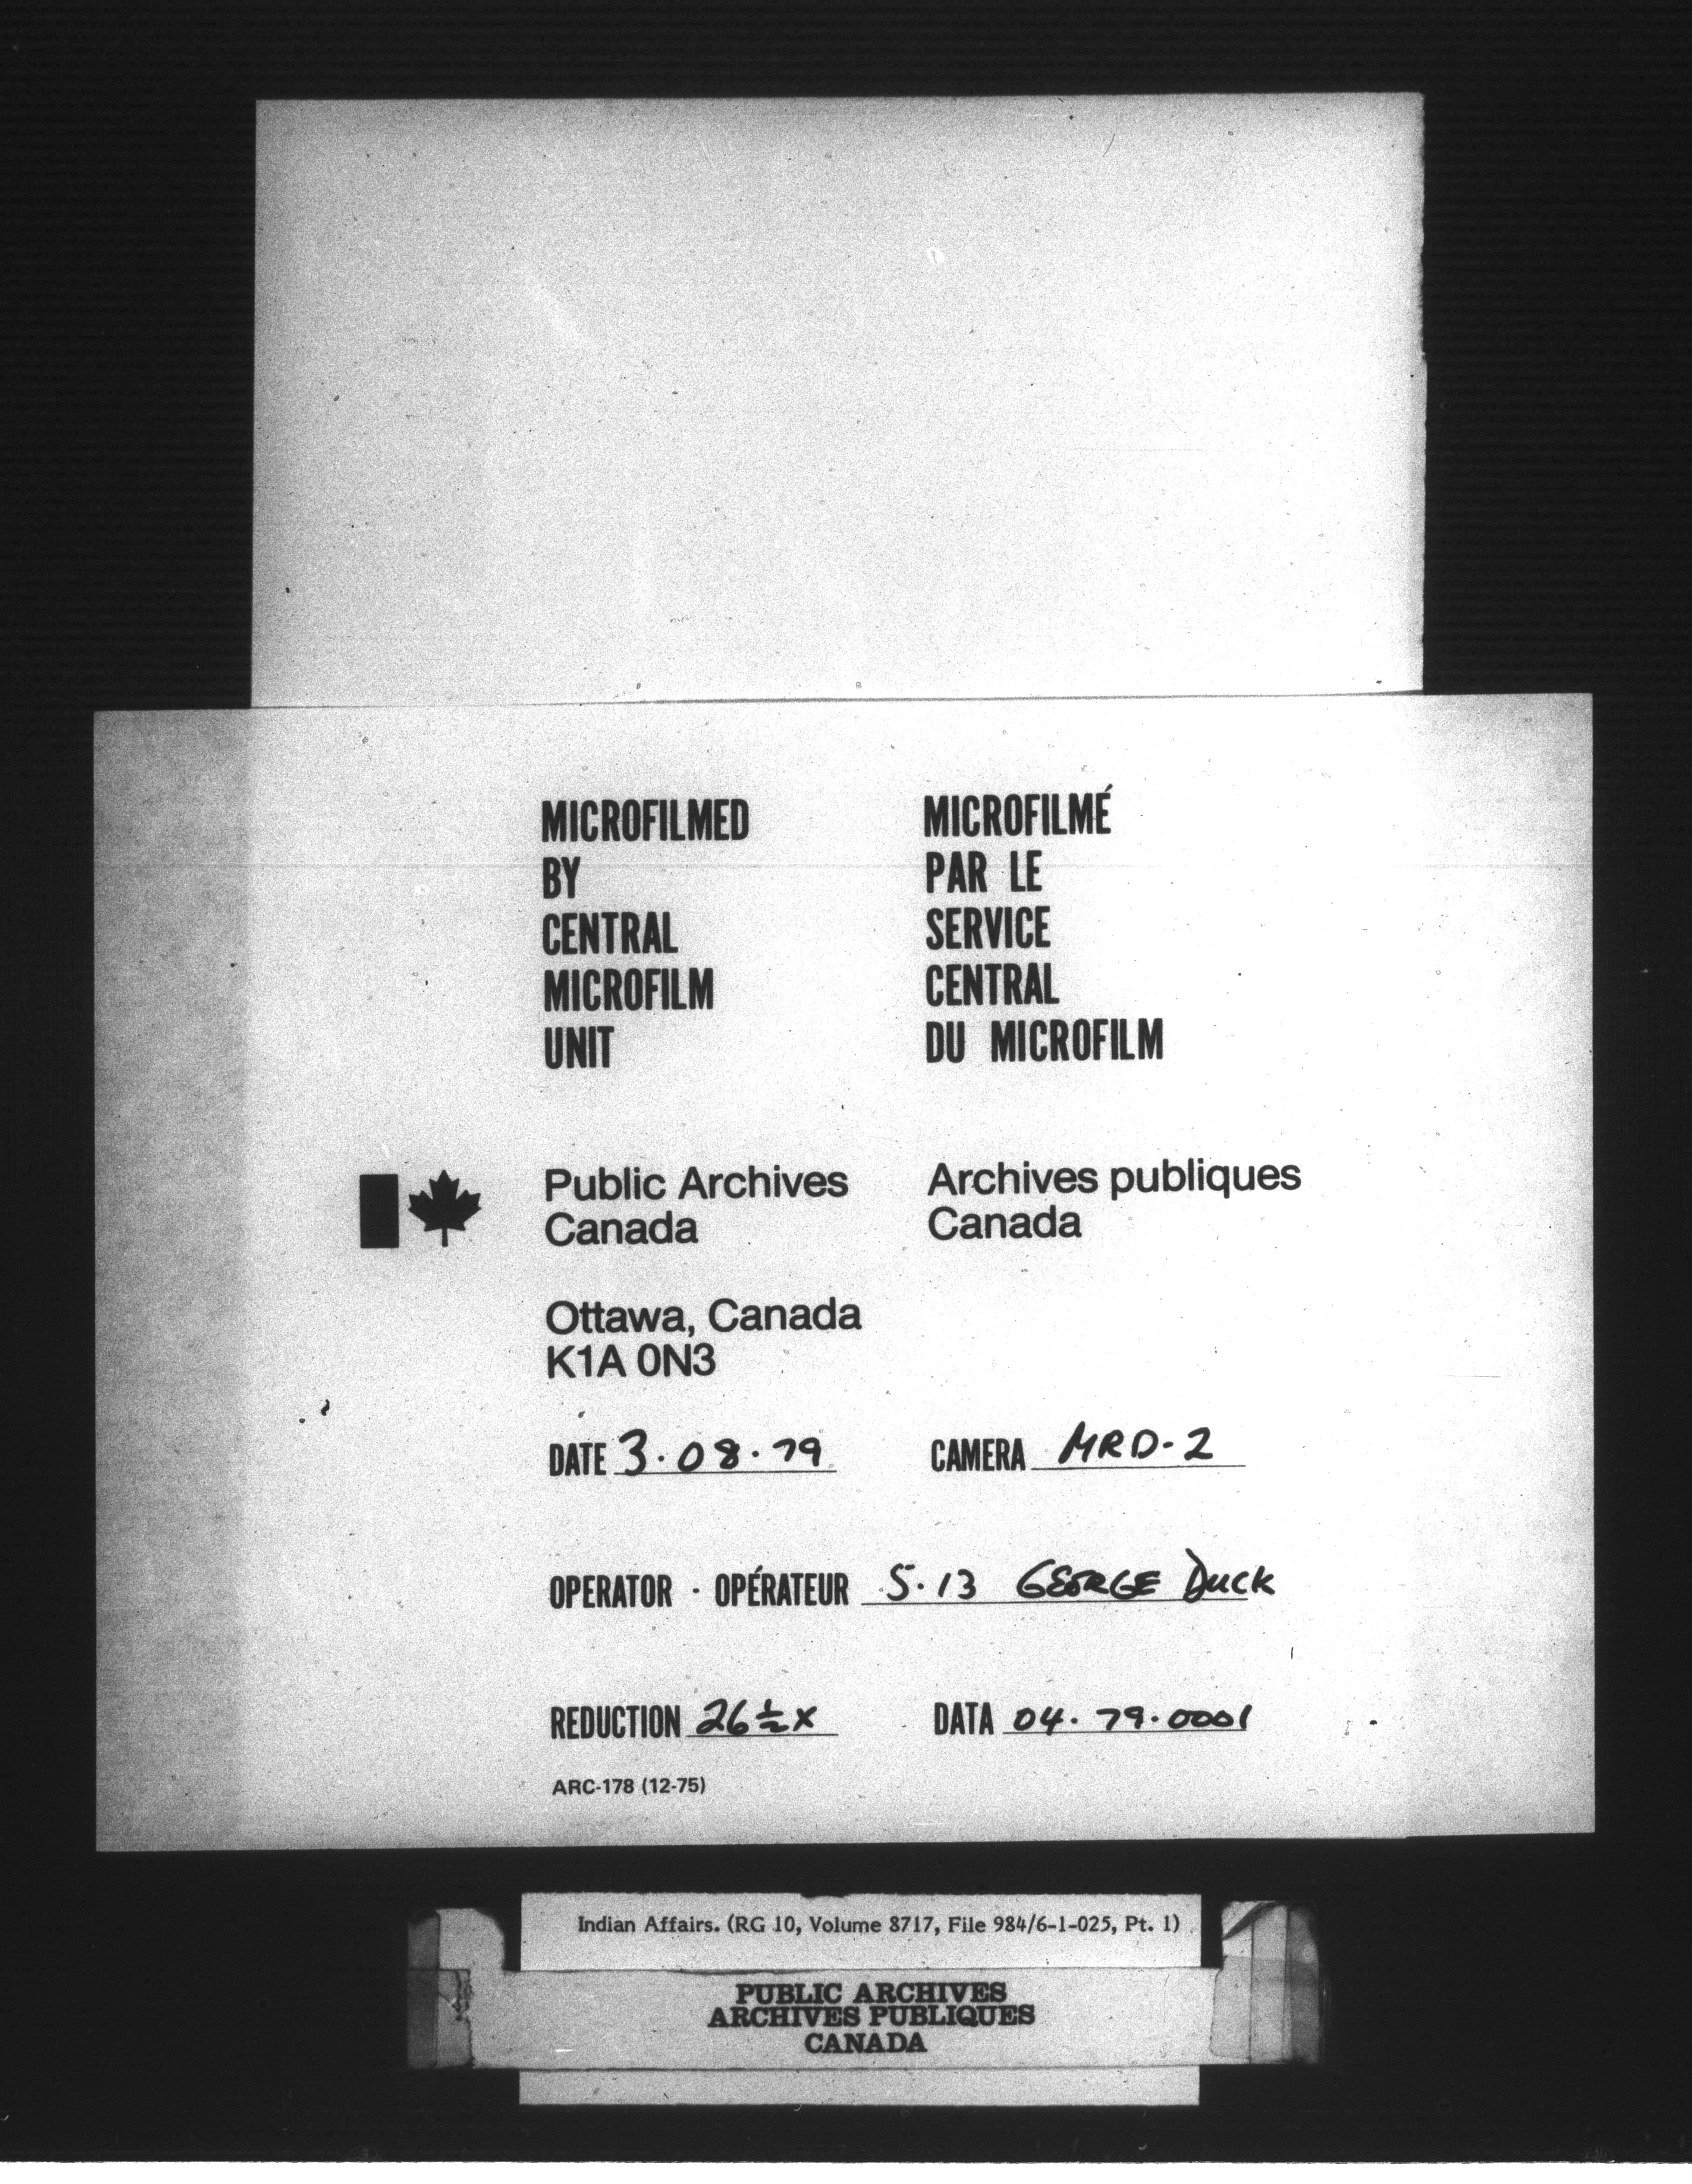 MICROFILMED
BY
CENTRAL
MICROFILM
UNIT
MICROFILMÉ
PAR LE
SERVICE
CENTRAL
DU MICROFILM
Public Archives
Canada
Archives publiques
Canada
Ottawa, Canada
K1A 0N3
DATE 3.08.79
CAMERA MRD-2
OPERATOR - OPÉRATEUR S.13 GEORGE DUCK
REDUCTION 26½x
DATA 04.79.0001
ARC-178 (12-75)
Indian Affairs. (RG 10, Volume 8717, File 984/6-1-025, Pt. 1)
PUBLIC ARCHIVES
ARCHIVES PUBLIQUES
CANADA